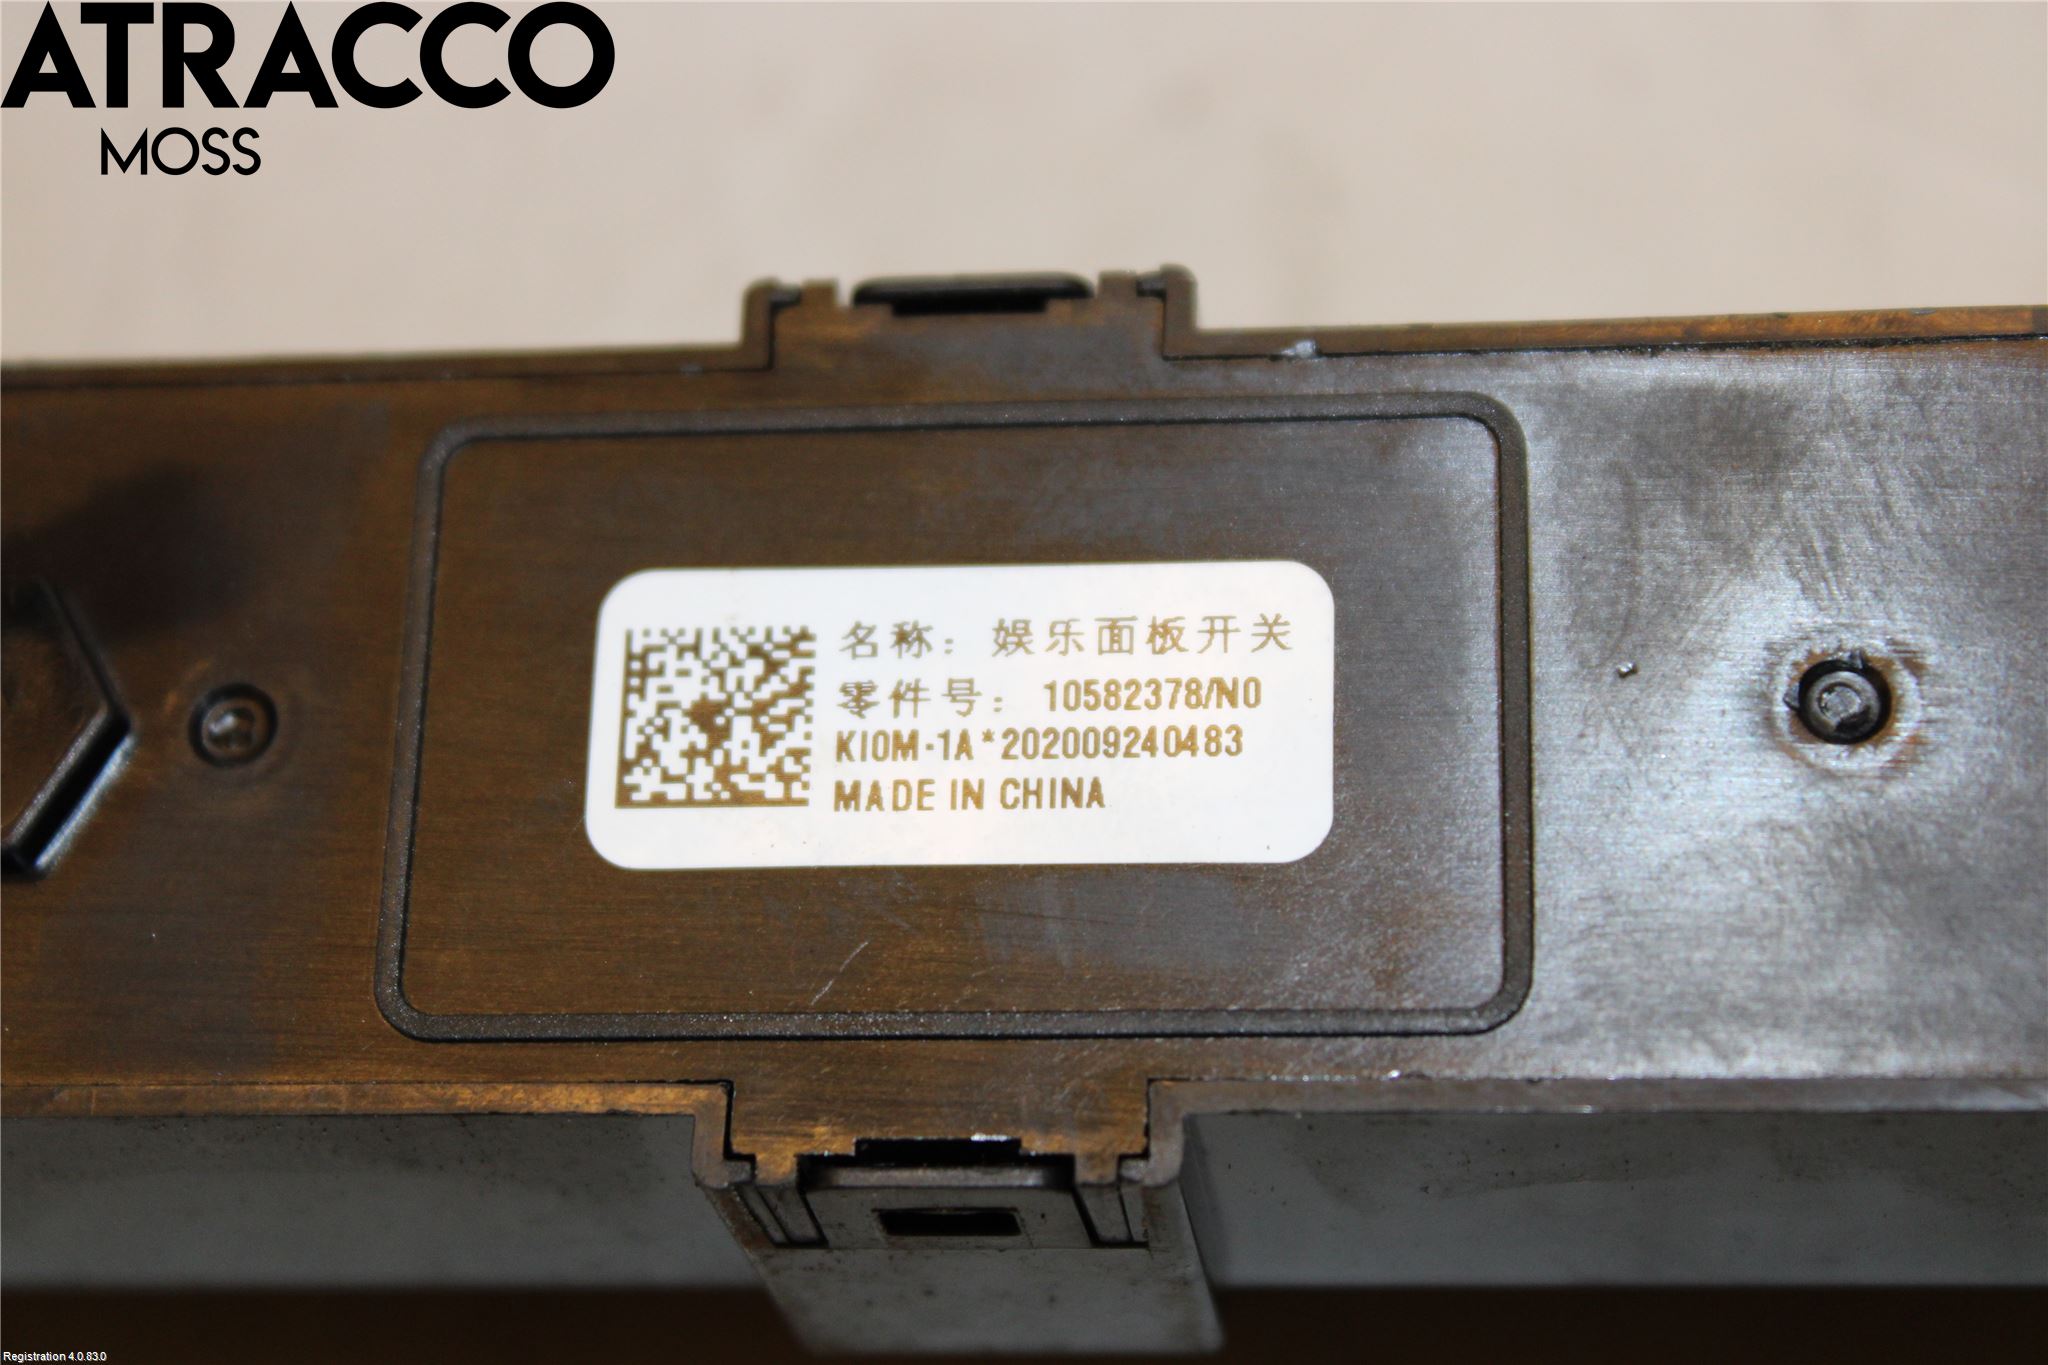 ATRACCO
MOSS
名称：娱乐面板开关
零件号：10582378/N0
KI0M-1A*202009240483
MADE IN CHINA
Registration 4.0.83.0